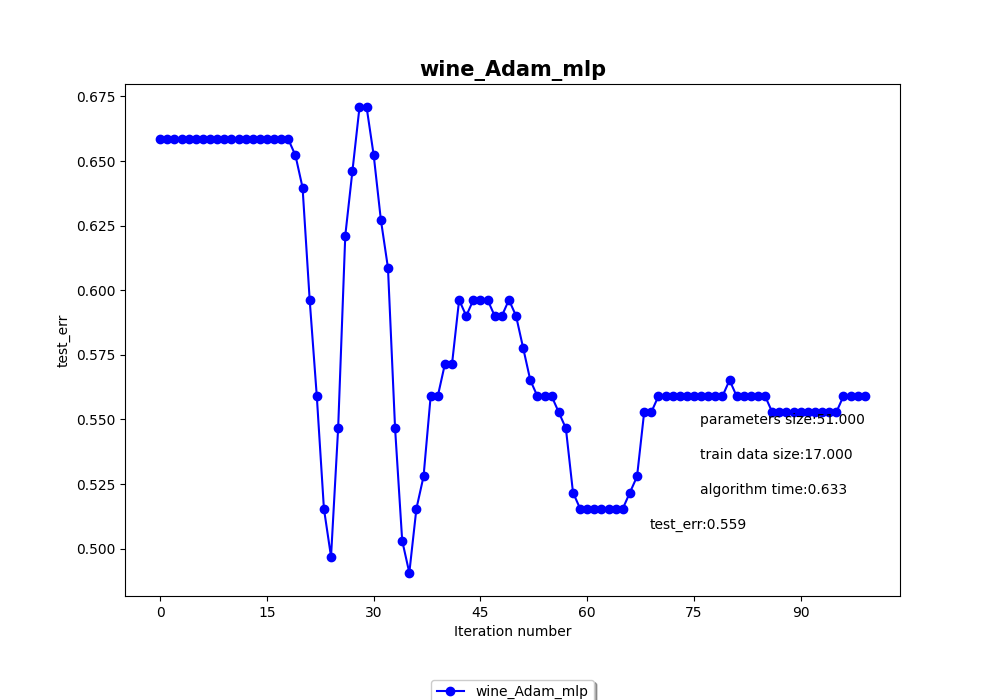 wine_Adam_mlp
0.675
0.650
0.625
0.600
0.575
0.550
0.525
0.500
test_err
parameters size:51.000
train data size:17.000
algorithm time:0.633
test_err:0.559
0 15 30 45 60 75 90
Iteration number
wine_Adam_mlp